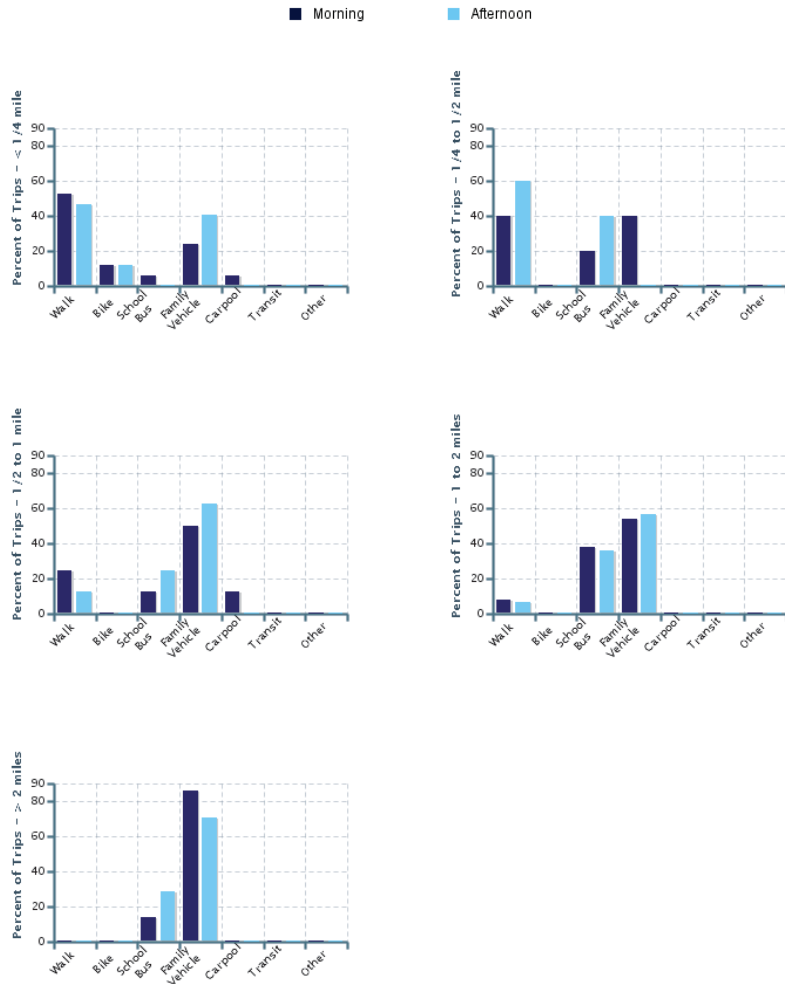 Morning Afternoon
Percent of Trips - < 1/4 mile
90
80
60
40
20
0
Walk
Bike
School
Bus
Family
Vehicle
Carpool
Transit
Other
Percent of Trips - 1/4 to 1/2 mile
90
80
60
40
20
0
Walk
Bike
School
Bus
Family
Vehicle
Carpool
Transit
Other
Percent of Trips - 1/2 to 1 mile
90
80
60
40
20
0
Walk
Bike
School
Bus
Family
Vehicle
Carpool
Transit
Other
Percent of Trips - 1 to 2 miles
90
80
60
40
20
0
Walk
Bike
School
Bus
Family
Vehicle
Carpool
Transit
Other
Percent of Trips - > 2 miles
90
80
60
40
20
0
Walk
Bike
School
Bus
Family
Vehicle
Carpool
Transit
Other